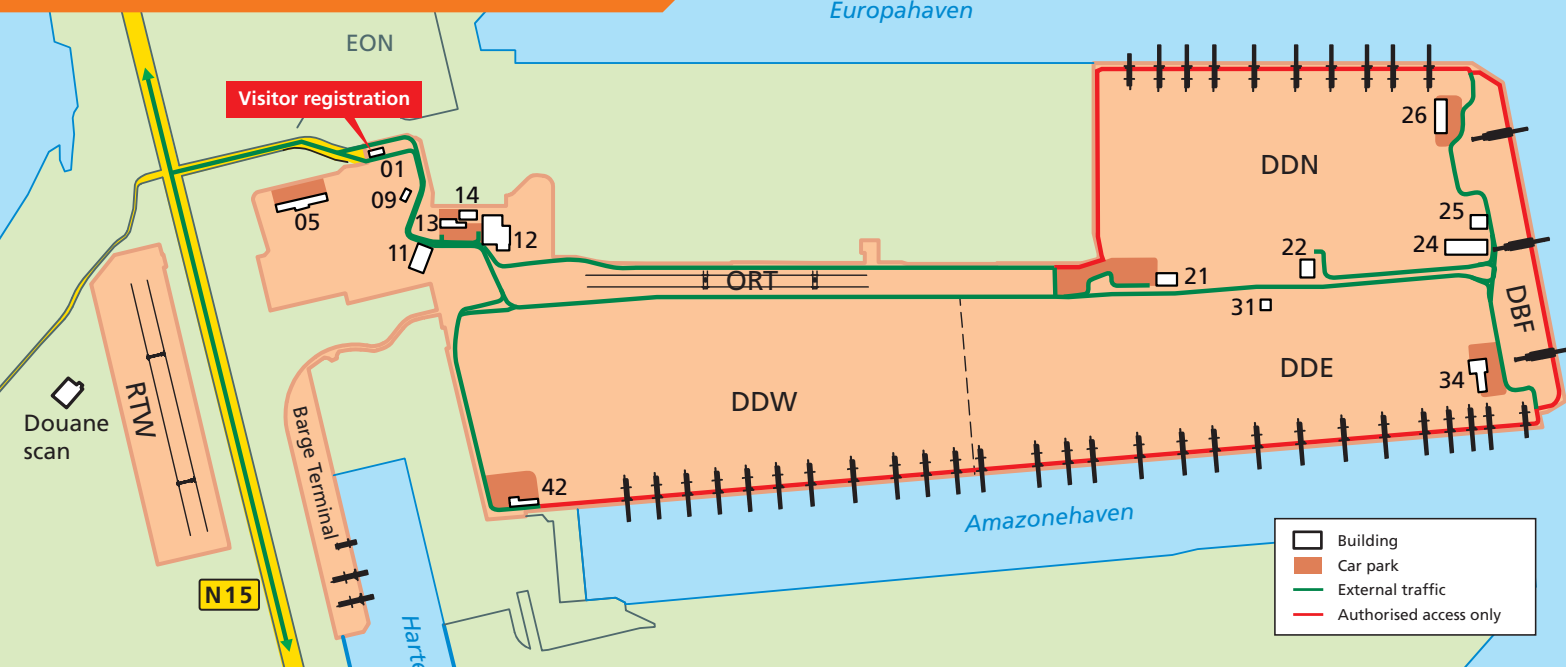 Europahaven
EON
Visitor registration
01
05
09
14
13
12
11
ORT
DDN
26
25
24
22
21
31
DBF
DDE
34
DDW
42
RTW
Douane
scan
Barge Terminal
N15
Amazonehaven
Building
Car park
External traffic
Authorised access only